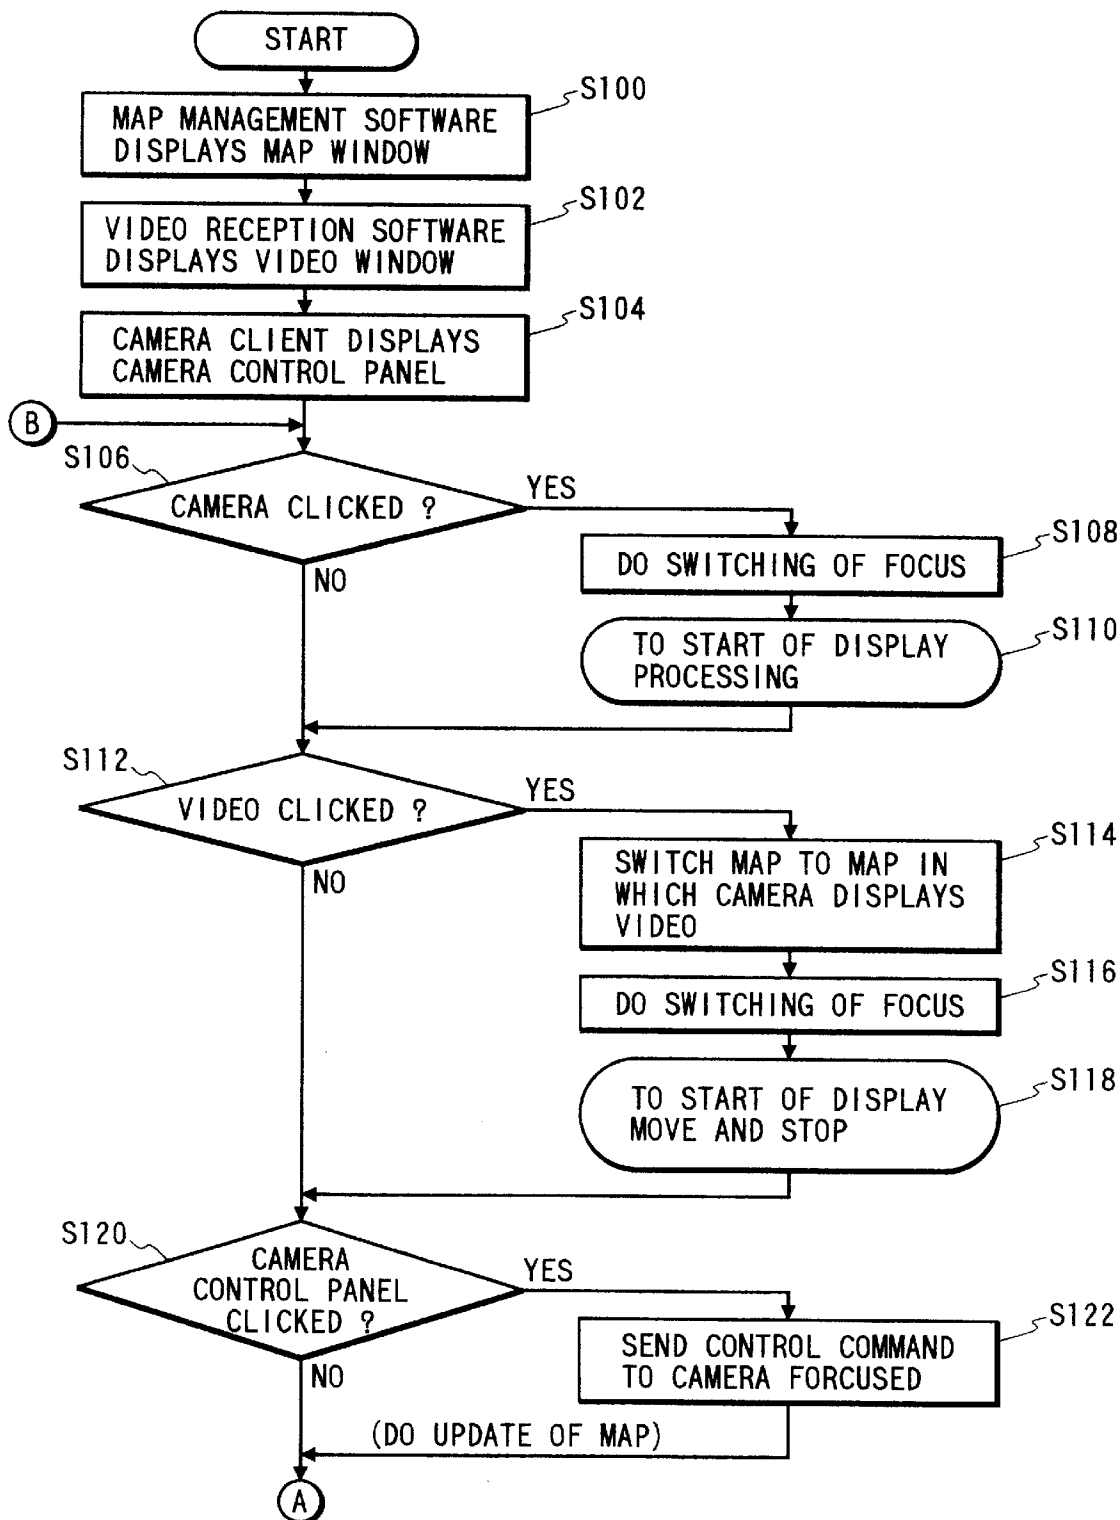 START
S100
MAP MANAGEMENT SOFTWARE
DISPLAYS MAP WINDOW
S102
VIDEO RECEPTION SOFTWARE
DISPLAYS VIDEO WINDOW
S104
CAMERA CLIENT DISPLAYS
CAMERA CONTROL PANEL
B
S106
CAMERA CLICKED ?
YES
NO
S108
DO SWITCHING OF FOCUS
S110
TO START OF DISPLAY
PROCESSING
S112
VIDEO CLICKED ?
YES
NO
S114
SWITCH MAP TO MAP IN
WHICH CAMERA DISPLAYS
VIDEO
S116
DO SWITCHING OF FOCUS
S118
TO START OF DISPLAY
MOVE AND STOP
S120
CAMERA
CONTROL PANEL
CLICKED ?
YES
NO
S122
SEND CONTROL COMMAND
TO CAMERA FORCUSED
(DO UPDATE OF MAP)
A